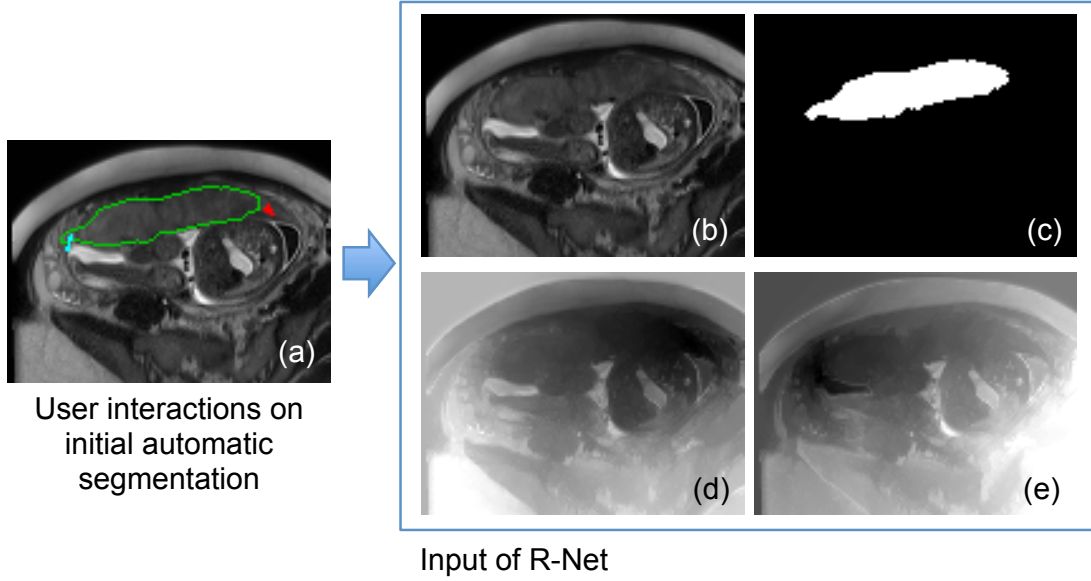 (a)
User interactions on
initial automatic
segmentation
(b)
(c)
(d)
(e)
Input of R-Net